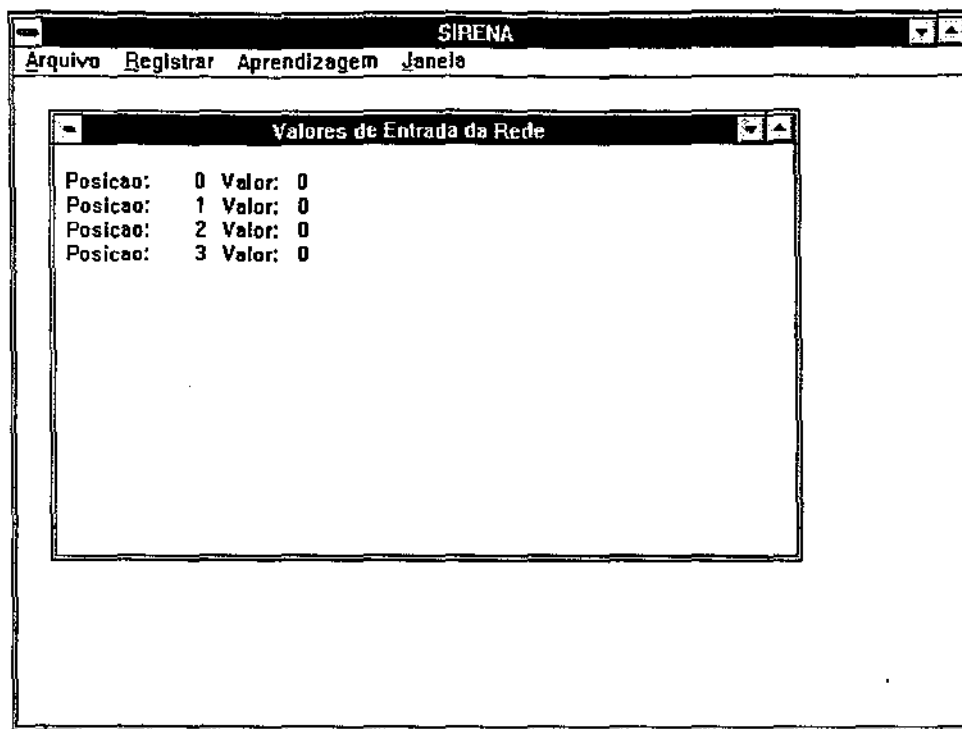 SIRENA
Arquivo Registrar Aprendizagem Janela
Valores de Entrada da Rede
Posicao: 0 Valor: 0
Posicao: 1 Valor: 0
Posicao: 2 Valor: 0
Posicao: 3 Valor: 0